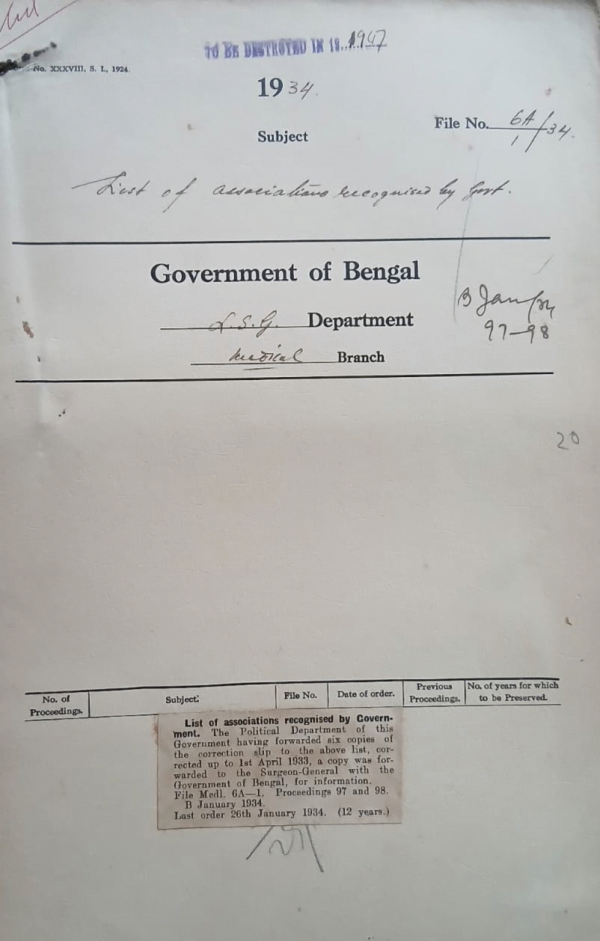 No. XXXVIII. S. I., 1924.
TO BE DESTROYED IN 19..1947
1934.
File No. 6A/1/34.
Subject
List of associations recognised by Govt.
Government of Bengal
L.S.G. Department
Medical Branch
B Jan/34
97-98
20
No. of Proceedings.
Subject.
File No.
Date of order.
Previous Proceedings.
No. of years for which to be Preserved.
List of associations recognised by Govern-
ment. The Political Department of this
Government having forwarded six copies of
the correction slip to the above list, cor-
rected up to 1st April 1933, a copy was for-
warded to the Surgeon-General with the
Government of Bengal, for information.
File Medl. 6A—1. Proceedings 97 and 98.
B January 1934.
Last order 26th January 1934. (12 years.)